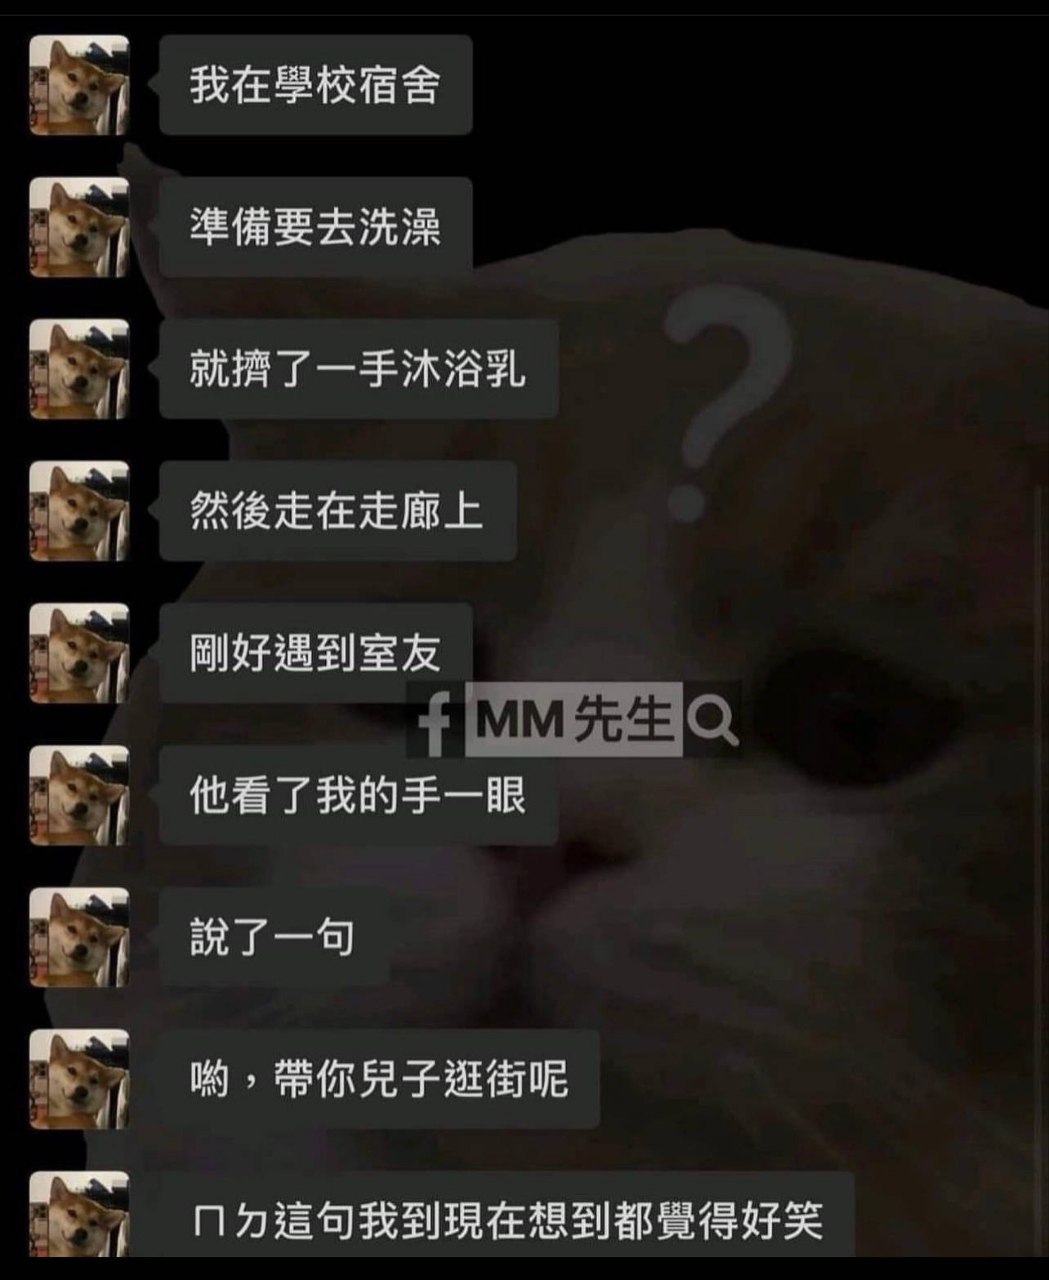 我在學校宿舍
準備要去洗澡
就擠了一手沐浴乳
然後走在走廊上
剛好遇到室友
?
他看了我的手一眼
MM先生
說了一句
喲，帶你兒子逛街呢
ㄇㄉ這句我到現在想到都覺得好笑